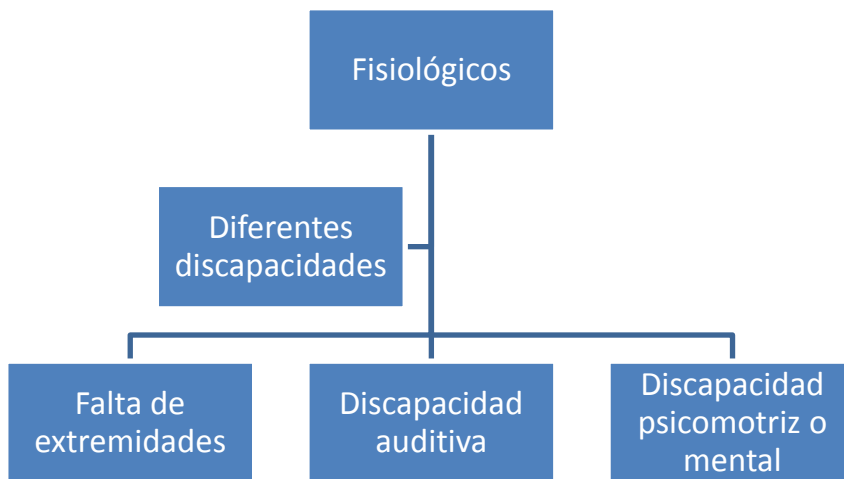 Fisiológicos
Diferentes
discapacidades
Falta de
extremidades
Discapacidad
auditiva
Discapacidad
psicomotriz o
mental